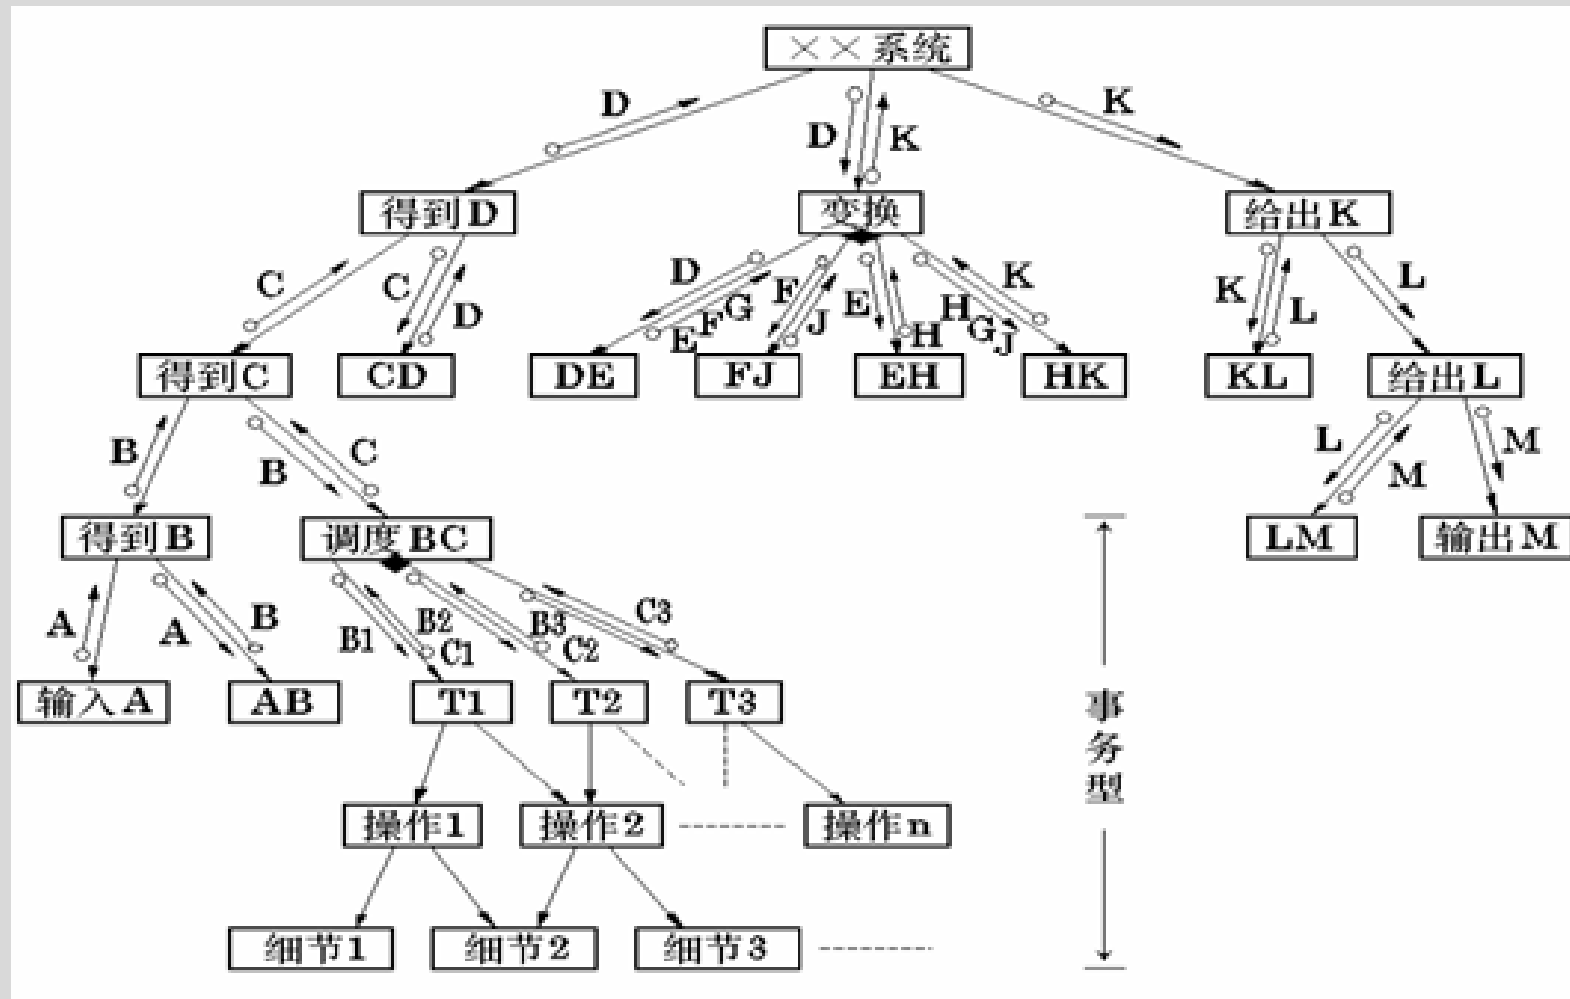 ××系统
D
D
K
K
得到D
变换
给出K
C
C
D
D
E
F
G
F
J
E
H
K
H
G
J
K
L
L
得到C
CD
DE
FJ
EH
HK
KL
给出L
B
B
C
L
M
M
得到B
调度BC
LM
输出M
A
A
B
B1
B2
C1
B3
C2
C3
输入A
AB
T1
T2
T3
事务型
操作1
操作2
操作n
细节1
细节2
细节3